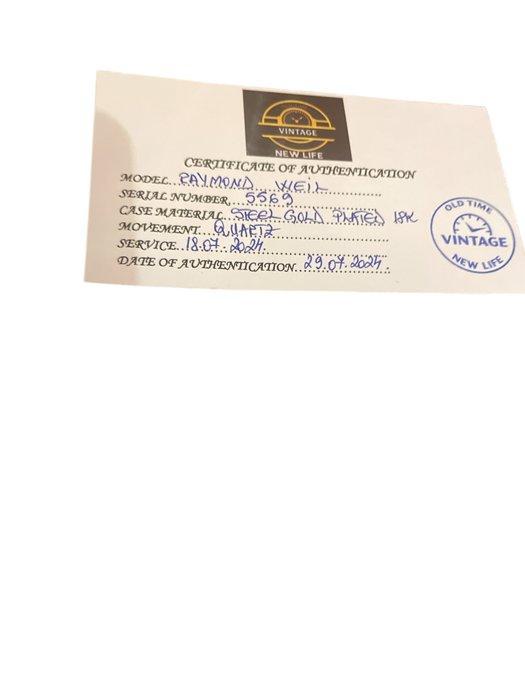 VINTAGE
NEW LIFE
CERTIFICATE OF AUTHENTICATION
MODEL...RAYMOND WEIL...........
SERIAL NUMBER...5569...........
CASE MATERIAL..STEEL GOLD PLATED 18K
MOVEMENT...QUARTZ...........
SERVICE..18.07.2024...........
DATE OF AUTHENTICATION..29.07.2025..
OLD TIME
VINTAGE
NEW LIFE